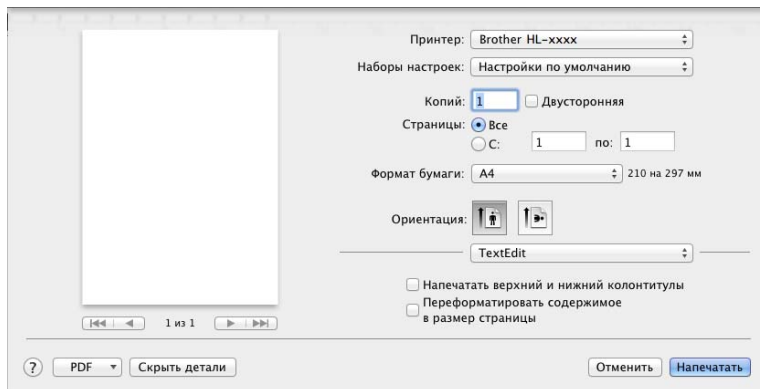 Принтер: Brother HL-xxxx
Наборы настроек: Настройки по умолчанию
Копий: 1 Двусторонняя
Страницы: Все
С: 1 по: 1
Формат бумаги: A4 210 на 297 мм
Ориентация:
TextEdit
Напечатать верхний и нижний колонтитулы
Переформатировать содержимое
в размер страницы
1 из 1
? PDF Скрыть детали Отменить Напечатать